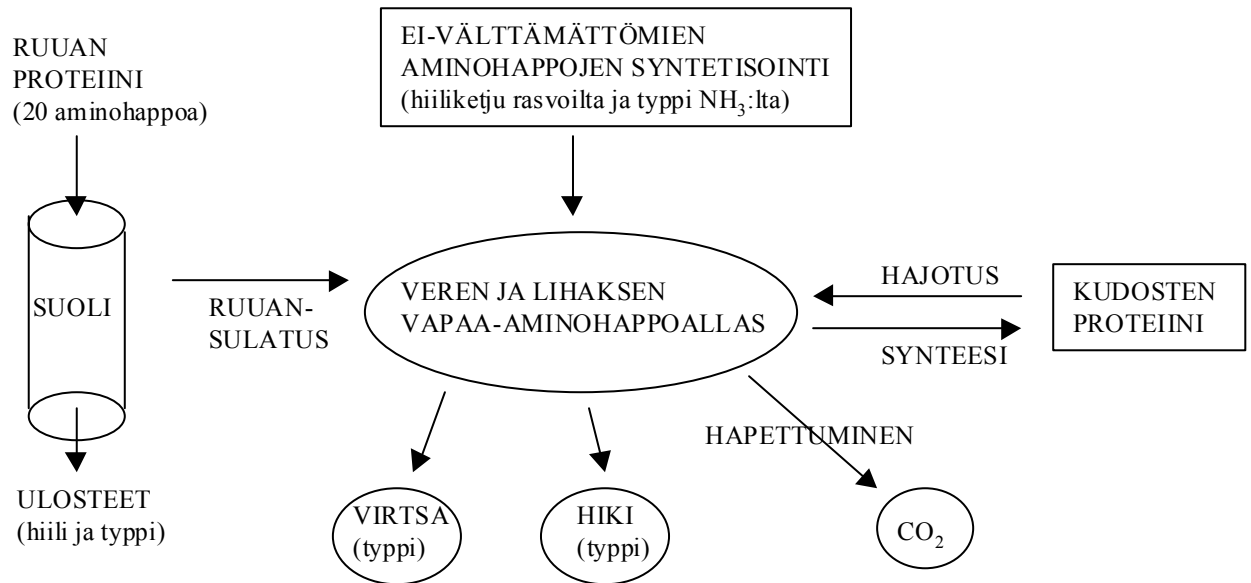 RUUAN
PROTEIINI
(20 aminohappoa)
EI-VÄLTTÄMÄTTÖMIEN
AMINOHAPPOJEN SYNTETISOINTI
(hiiliketju rasvoilta ja typpi NH₃:lta)
SUOLI
RUUAN-
SULATUS
VEREN JA LIHAKSEN
VAPAA-AMINOHAPPOALLAS
HAJOTUS
SYNTEESI
KUDOSTEN
PROTEIINI
HAPETTUMINEN
ULOSTEET
(hiili ja typpi)
VIRTSA
(typpi)
HIKI
(typpi)
CO₂